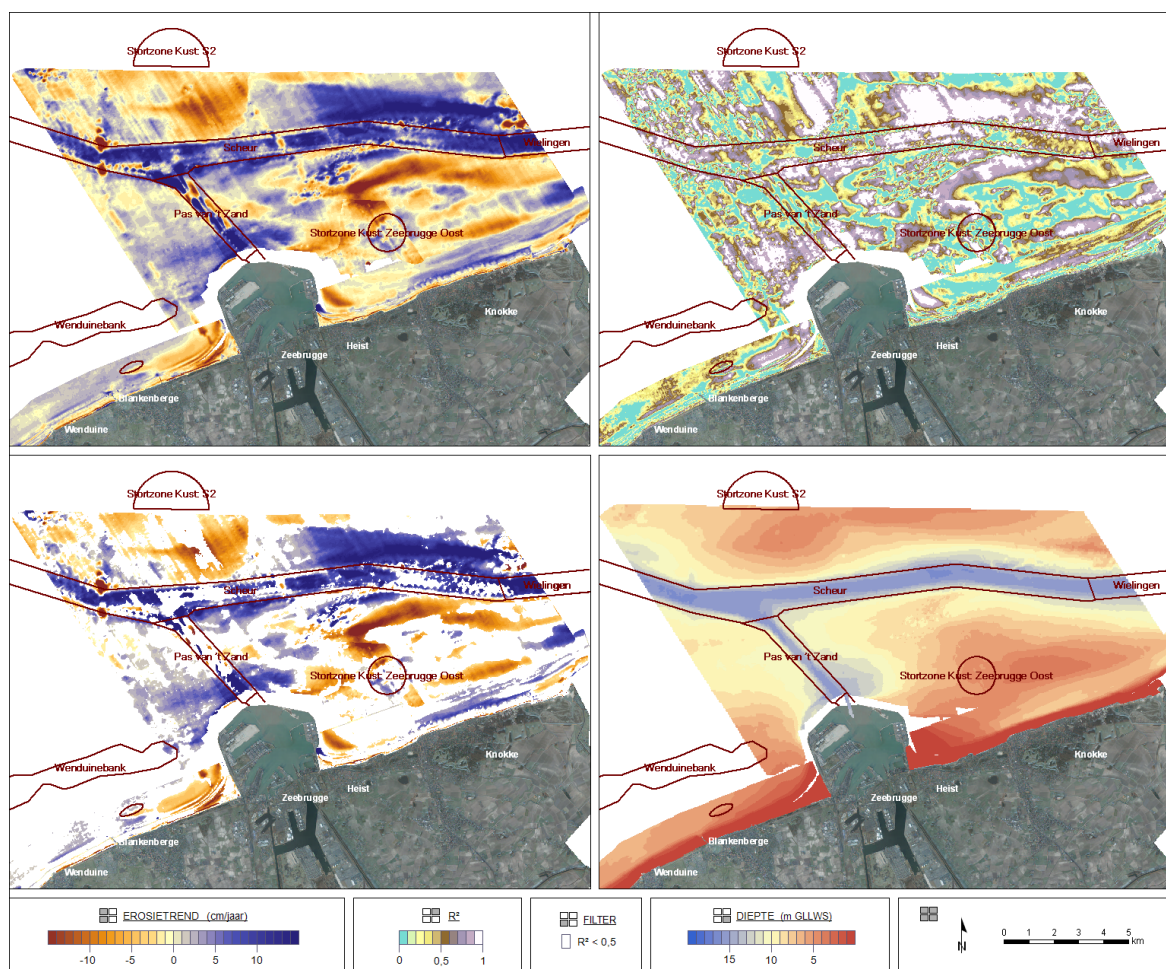 Stortzone Kust: S2
Scheur
Wielingen
Pas van 't Zand
Stortzone Kust: Zeebrugge Oost
Wenduinebank
Knokke
Heist
Zeebrugge
Blankenberge
Wenduine
Stortzone Kust: S2
Scheur
Wielingen
Pas van 't Zand
Stortzone Kust: Zeebrugge Oost
Wenduinebank
Knokke
Heist
Zeebrugge
Blankenberge
Wenduine
Stortzone Kust: S2
Scheur
Wielingen
Pas van 't Zand
Stortzone Kust: Zeebrugge Oost
Wenduinebank
Knokke
Heist
Zeebrugge
Blankenberge
Wenduine
Stortzone Kust: S2
Scheur
Wielingen
Pas van 't Zand
Stortzone Kust: Zeebrugge Oost
Wenduinebank
Knokke
Heist
Zeebrugge
Blankenberge
Wenduine
EROSIETREND (cm/jaar)
-10 -5 0 5 10
R²
0 0,5 1
FILTER
R² < 0,5
DIEPTE (m GLLWS)
15 10 5
N
0 1 2 3 4 5
km